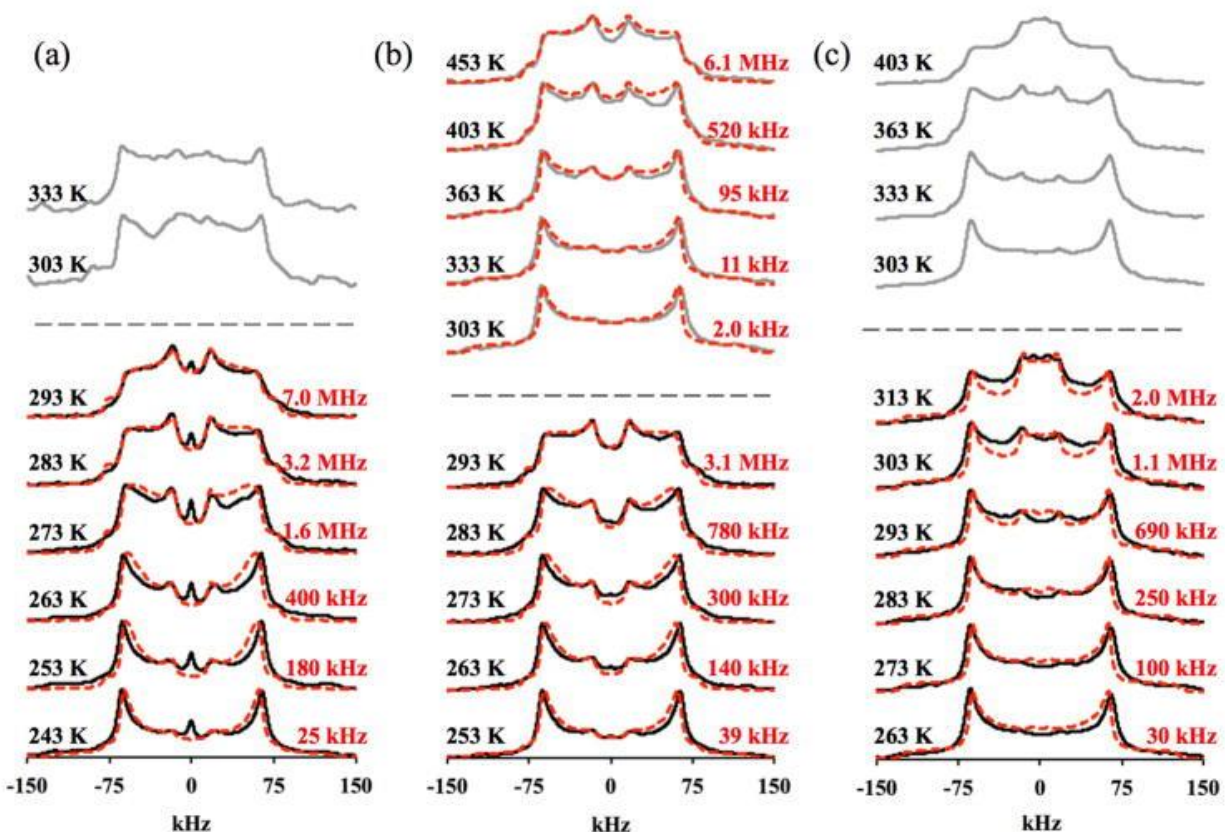 (a)
333 K
303 K
293 K 7.0 MHz
283 K 3.2 MHz
273 K 1.6 MHz
263 K 400 kHz
253 K 180 kHz
243 K 25 kHz
-150 -75 0 75 150
kHz
(b)
453 K 6.1 MHz
403 K 520 kHz
363 K 95 kHz
333 K 11 kHz
303 K 2.0 kHz
293 K 3.1 MHz
283 K 780 kHz
273 K 300 kHz
263 K 140 kHz
253 K 39 kHz
-150 -75 0 75 150
kHz
(c)
403 K
363 K
333 K
303 K
313 K 2.0 MHz
303 K 1.1 MHz
293 K 690 kHz
283 K 250 kHz
273 K 100 kHz
263 K 30 kHz
-150 -75 0 75 150
kHz